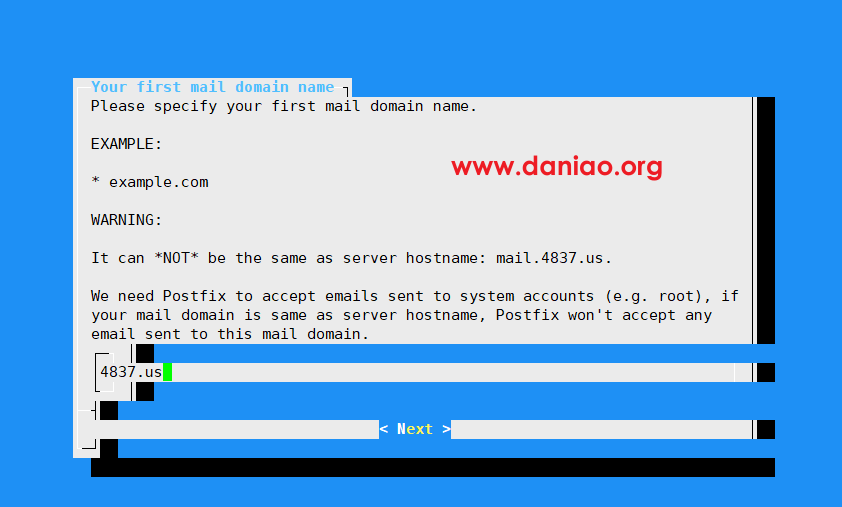 Your first mail domain name
Please specify your first mail domain name.
EXAMPLE:
www.daniao.org
* example.com
WARNING:
It can *NOT* be the same as server hostname: mail.4837.us.
We need Postfix to accept emails sent to system accounts (e.g. root), if
your mail domain is same as server hostname, Postfix won't accept any
email sent to this mail domain.
4837.us
< Next >